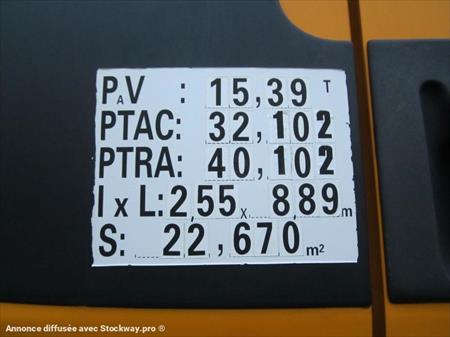 PAV : 15,39 T
PTAC: 32,102
PTRA: 40,102
l x L: 2,55 x 8,89 m
S: 22,670 m²
Annonce diffusée avec Stockway.pro ®